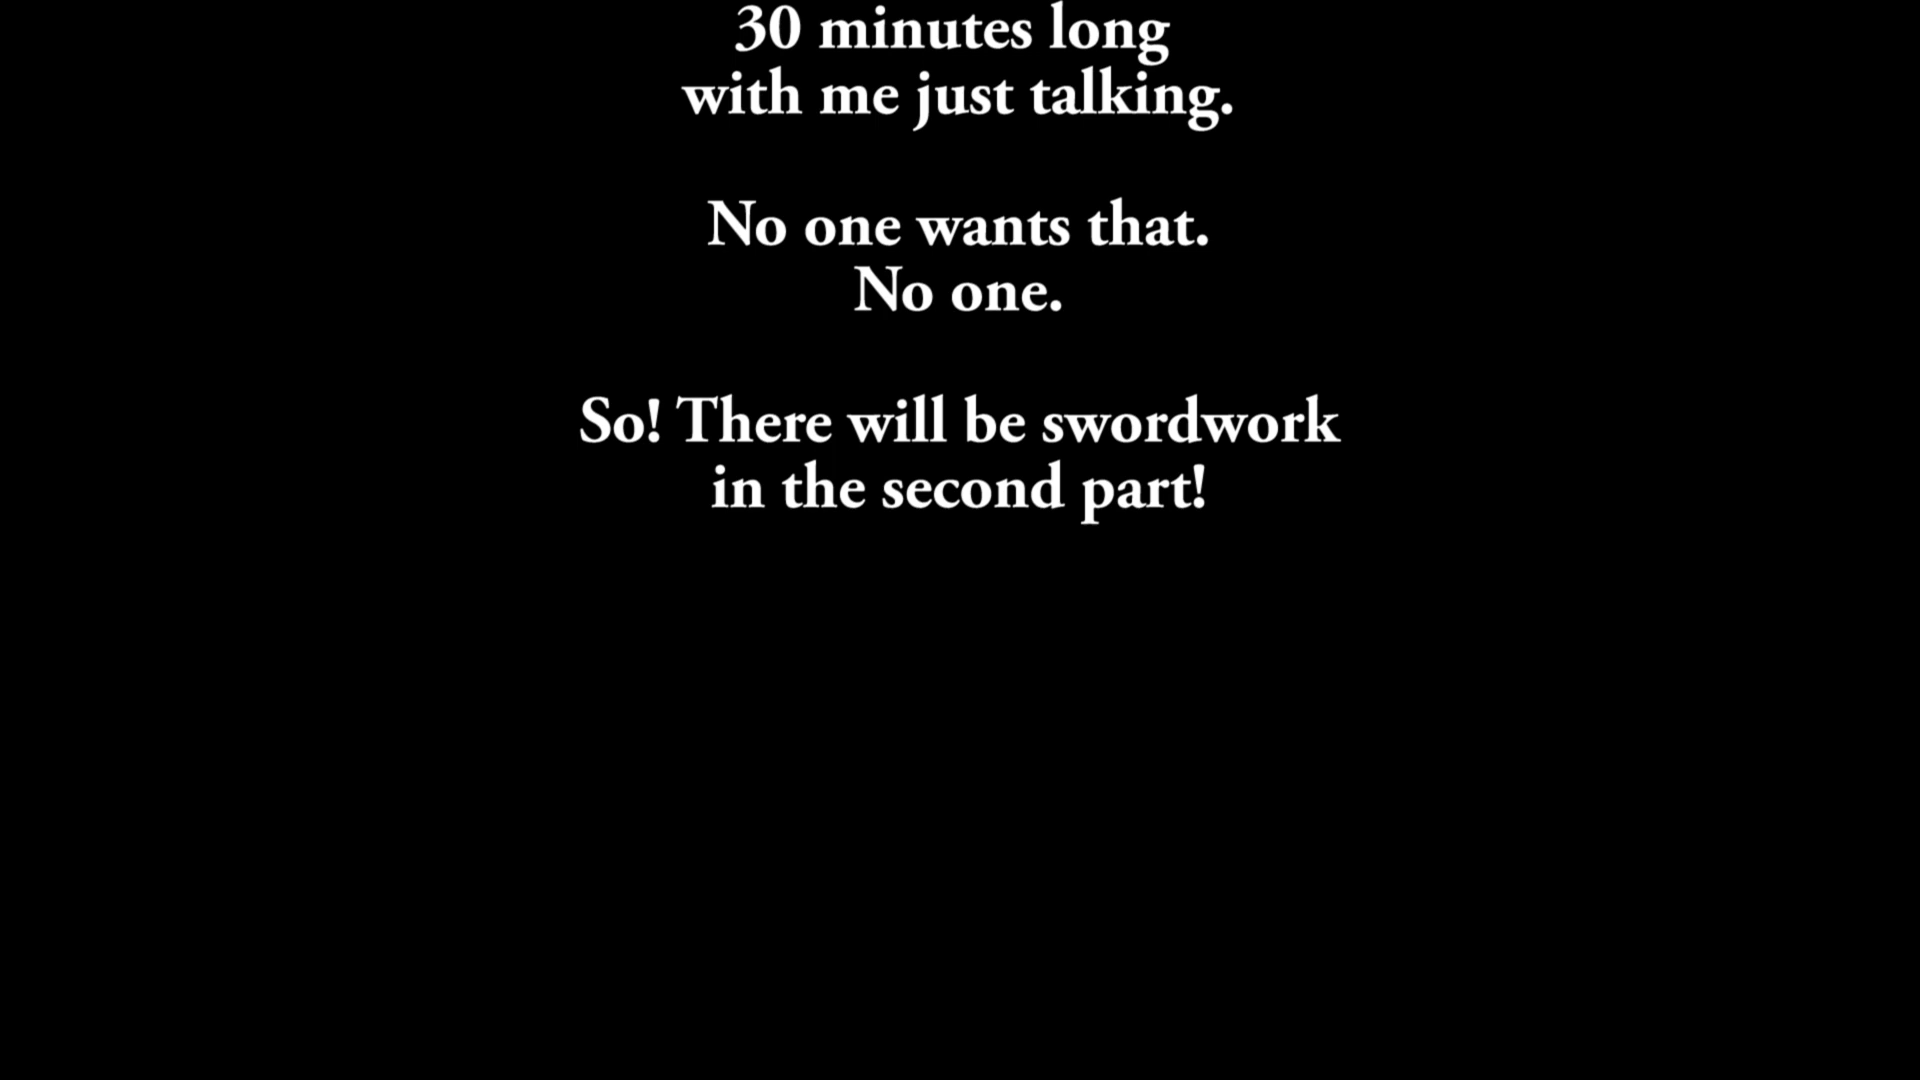 30 minutes long
with me just talking.
No one wants that.
No one.
So! There will be swordwork
in the second part!